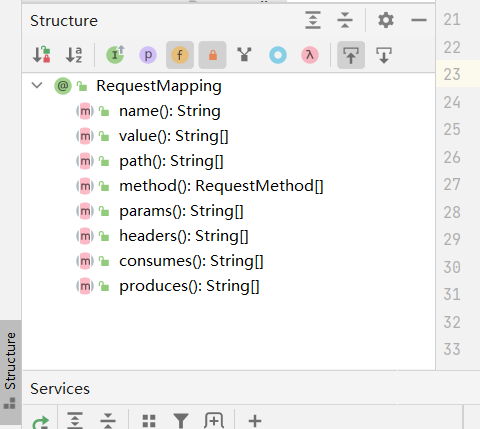 Structure
RequestMapping
name(): String
value(): String[]
path(): String[]
method(): RequestMethod[]
params(): String[]
headers(): String[]
consumes(): String[]
produces(): String[]
21
22
23
24
25
26
27
28
29
30
31
32
33
Structure
Services